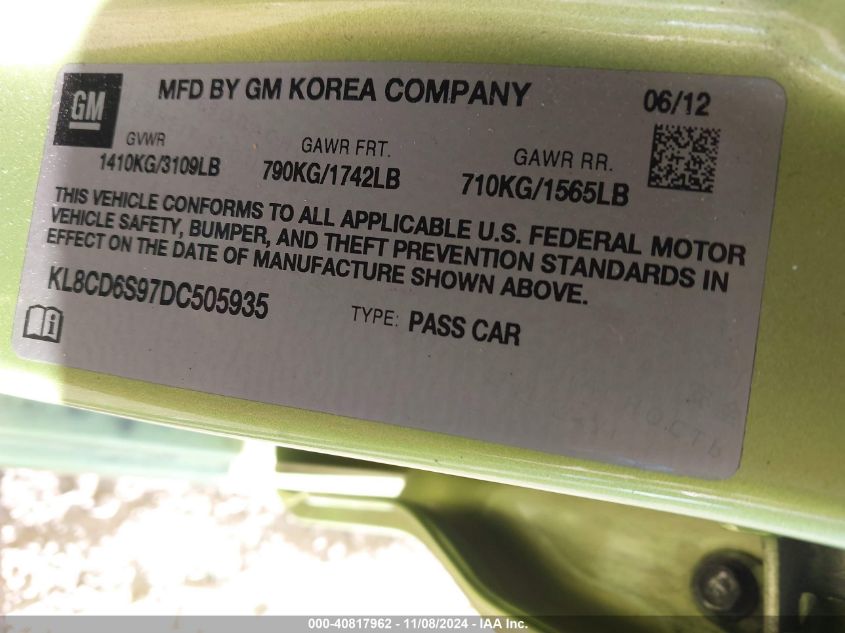 GM
MFD BY GM KOREA COMPANY
06/12
GVWR
1410KG/3109LB
GAWR FRT.
790KG/1742LB
GAWR RR.
710KG/1565LB
THIS VEHICLE CONFORMS TO ALL APPLICABLE U.S. FEDERAL MOTOR
VEHICLE SAFETY, BUMPER, AND THEFT PREVENTION STANDARDS IN
EFFECT ON THE DATE OF MANUFACTURE SHOWN ABOVE.
KL8CD6S97DC505935
TYPE: PASS CAR
000-40817962 - 11/08/2024 - IAA Inc.